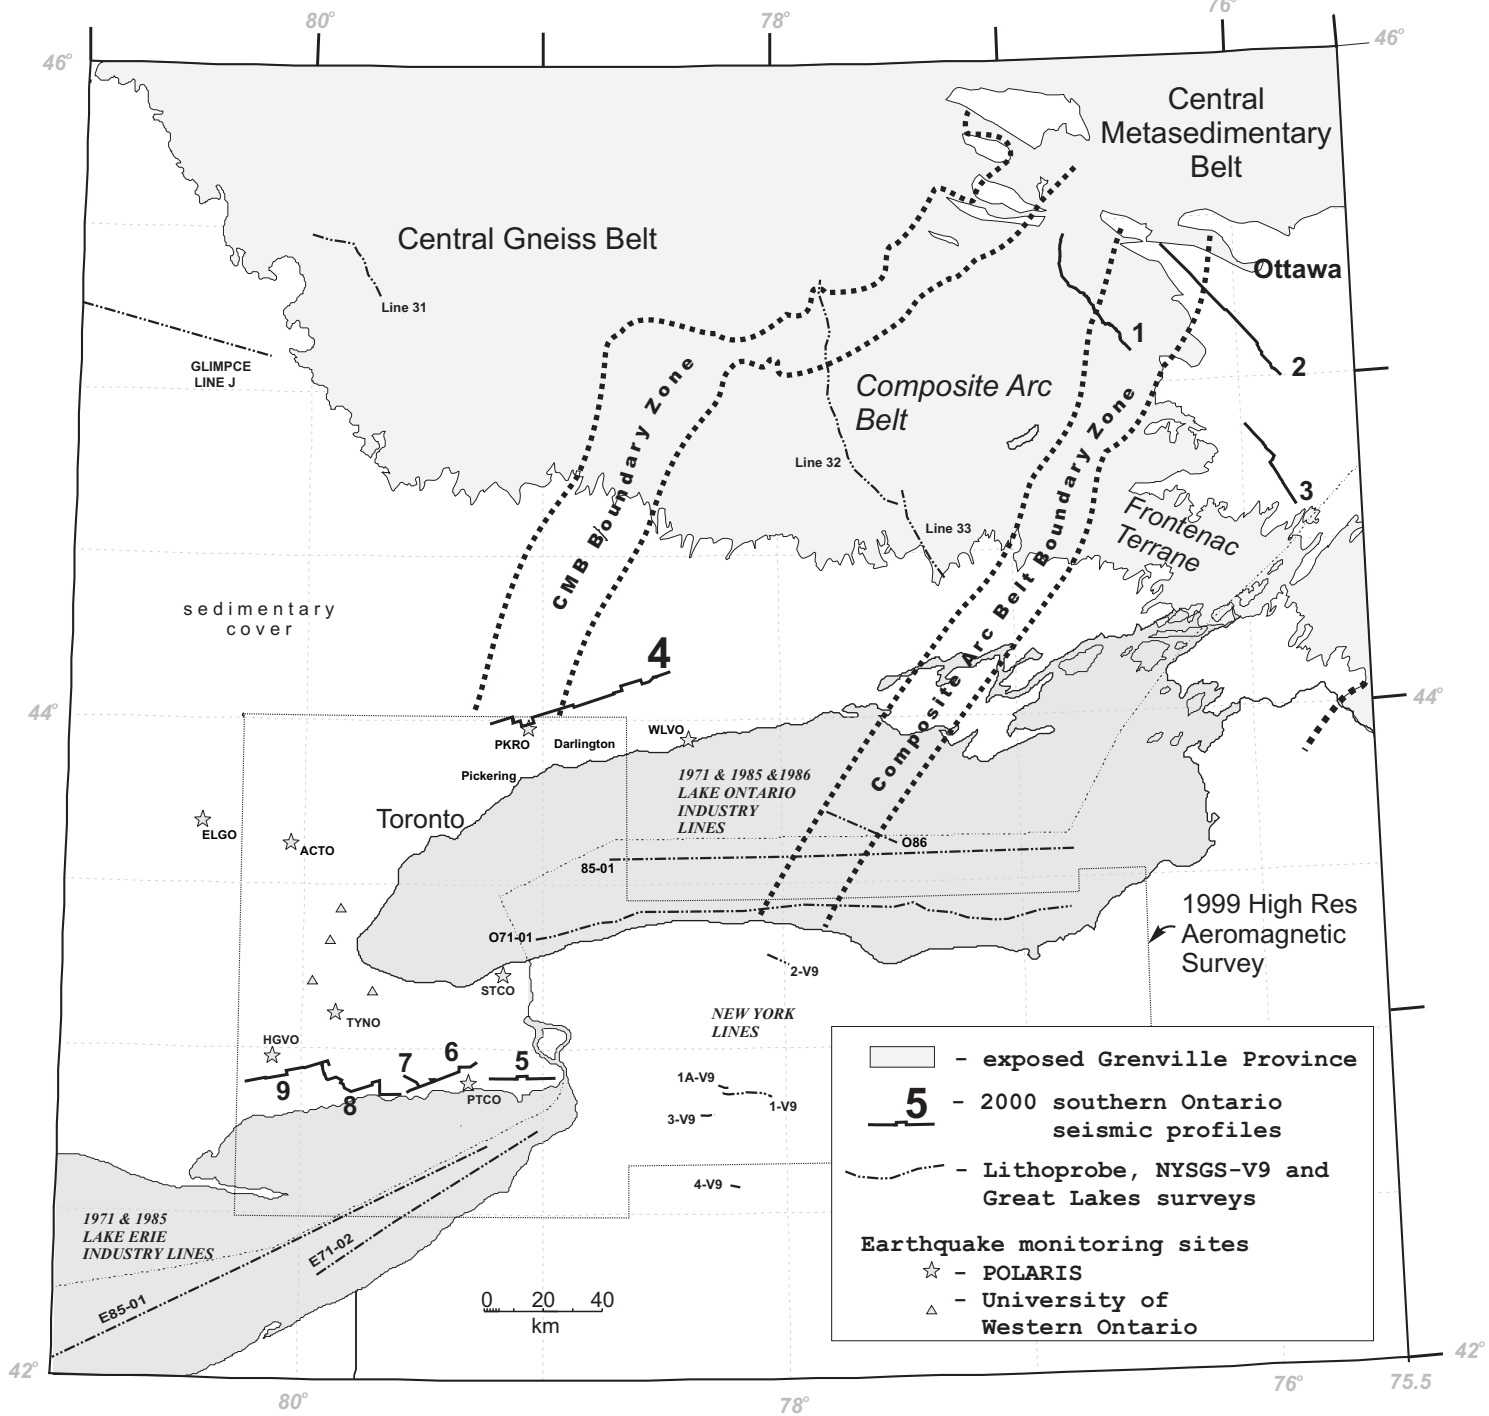 80°
78°
76°
46°
46°
Central
Metasedimentary
Belt
Central Gneiss Belt
Ottawa
Line 31
1
GLIMPCE
LINE J
2
CMB Boundary Zone
Composite Arc
Belt
Line 32
3
Line 33
Frontenac
Terrane
Composite Arc Belt Boundary Zone
sedimentary
cover
4
44°
44°
WLVO
PKRO
Darlington
Pickering
1971 & 1985 &1986
LAKE ONTARIO
INDUSTRY
LINES
Toronto
ELGO
ACTO
O86
85-01
1999 High Res
Aeromagnetic
Survey
O71-01
2-V9
STCO
NEW YORK
LINES
TYNO
HGVO
7
6
5
9
8
PTCO
1A-V9
1-V9
3-V9
4-V9
1971 & 1985
LAKE ERIE
INDUSTRY LINES
E71-02
E85-01
0 20 40
km
- exposed Grenville Province
5 - 2000 southern Ontario
seismic profiles
- Lithoprobe, NYSGS-V9 and
Great Lakes surveys
Earthquake monitoring sites
- POLARIS
- University of
Western Ontario
42°
42°
80°
78°
76°
75.5